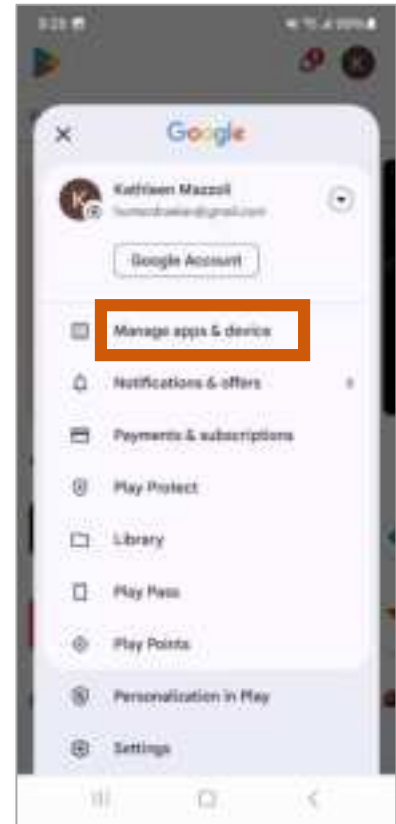 Google
Kathleen Mazzoli
Google Account
Manage apps & device
Notifications & offers
Payments & subscriptions
Play Protect
Library
Play Pass
Play Points
Personalization in Play
Settings